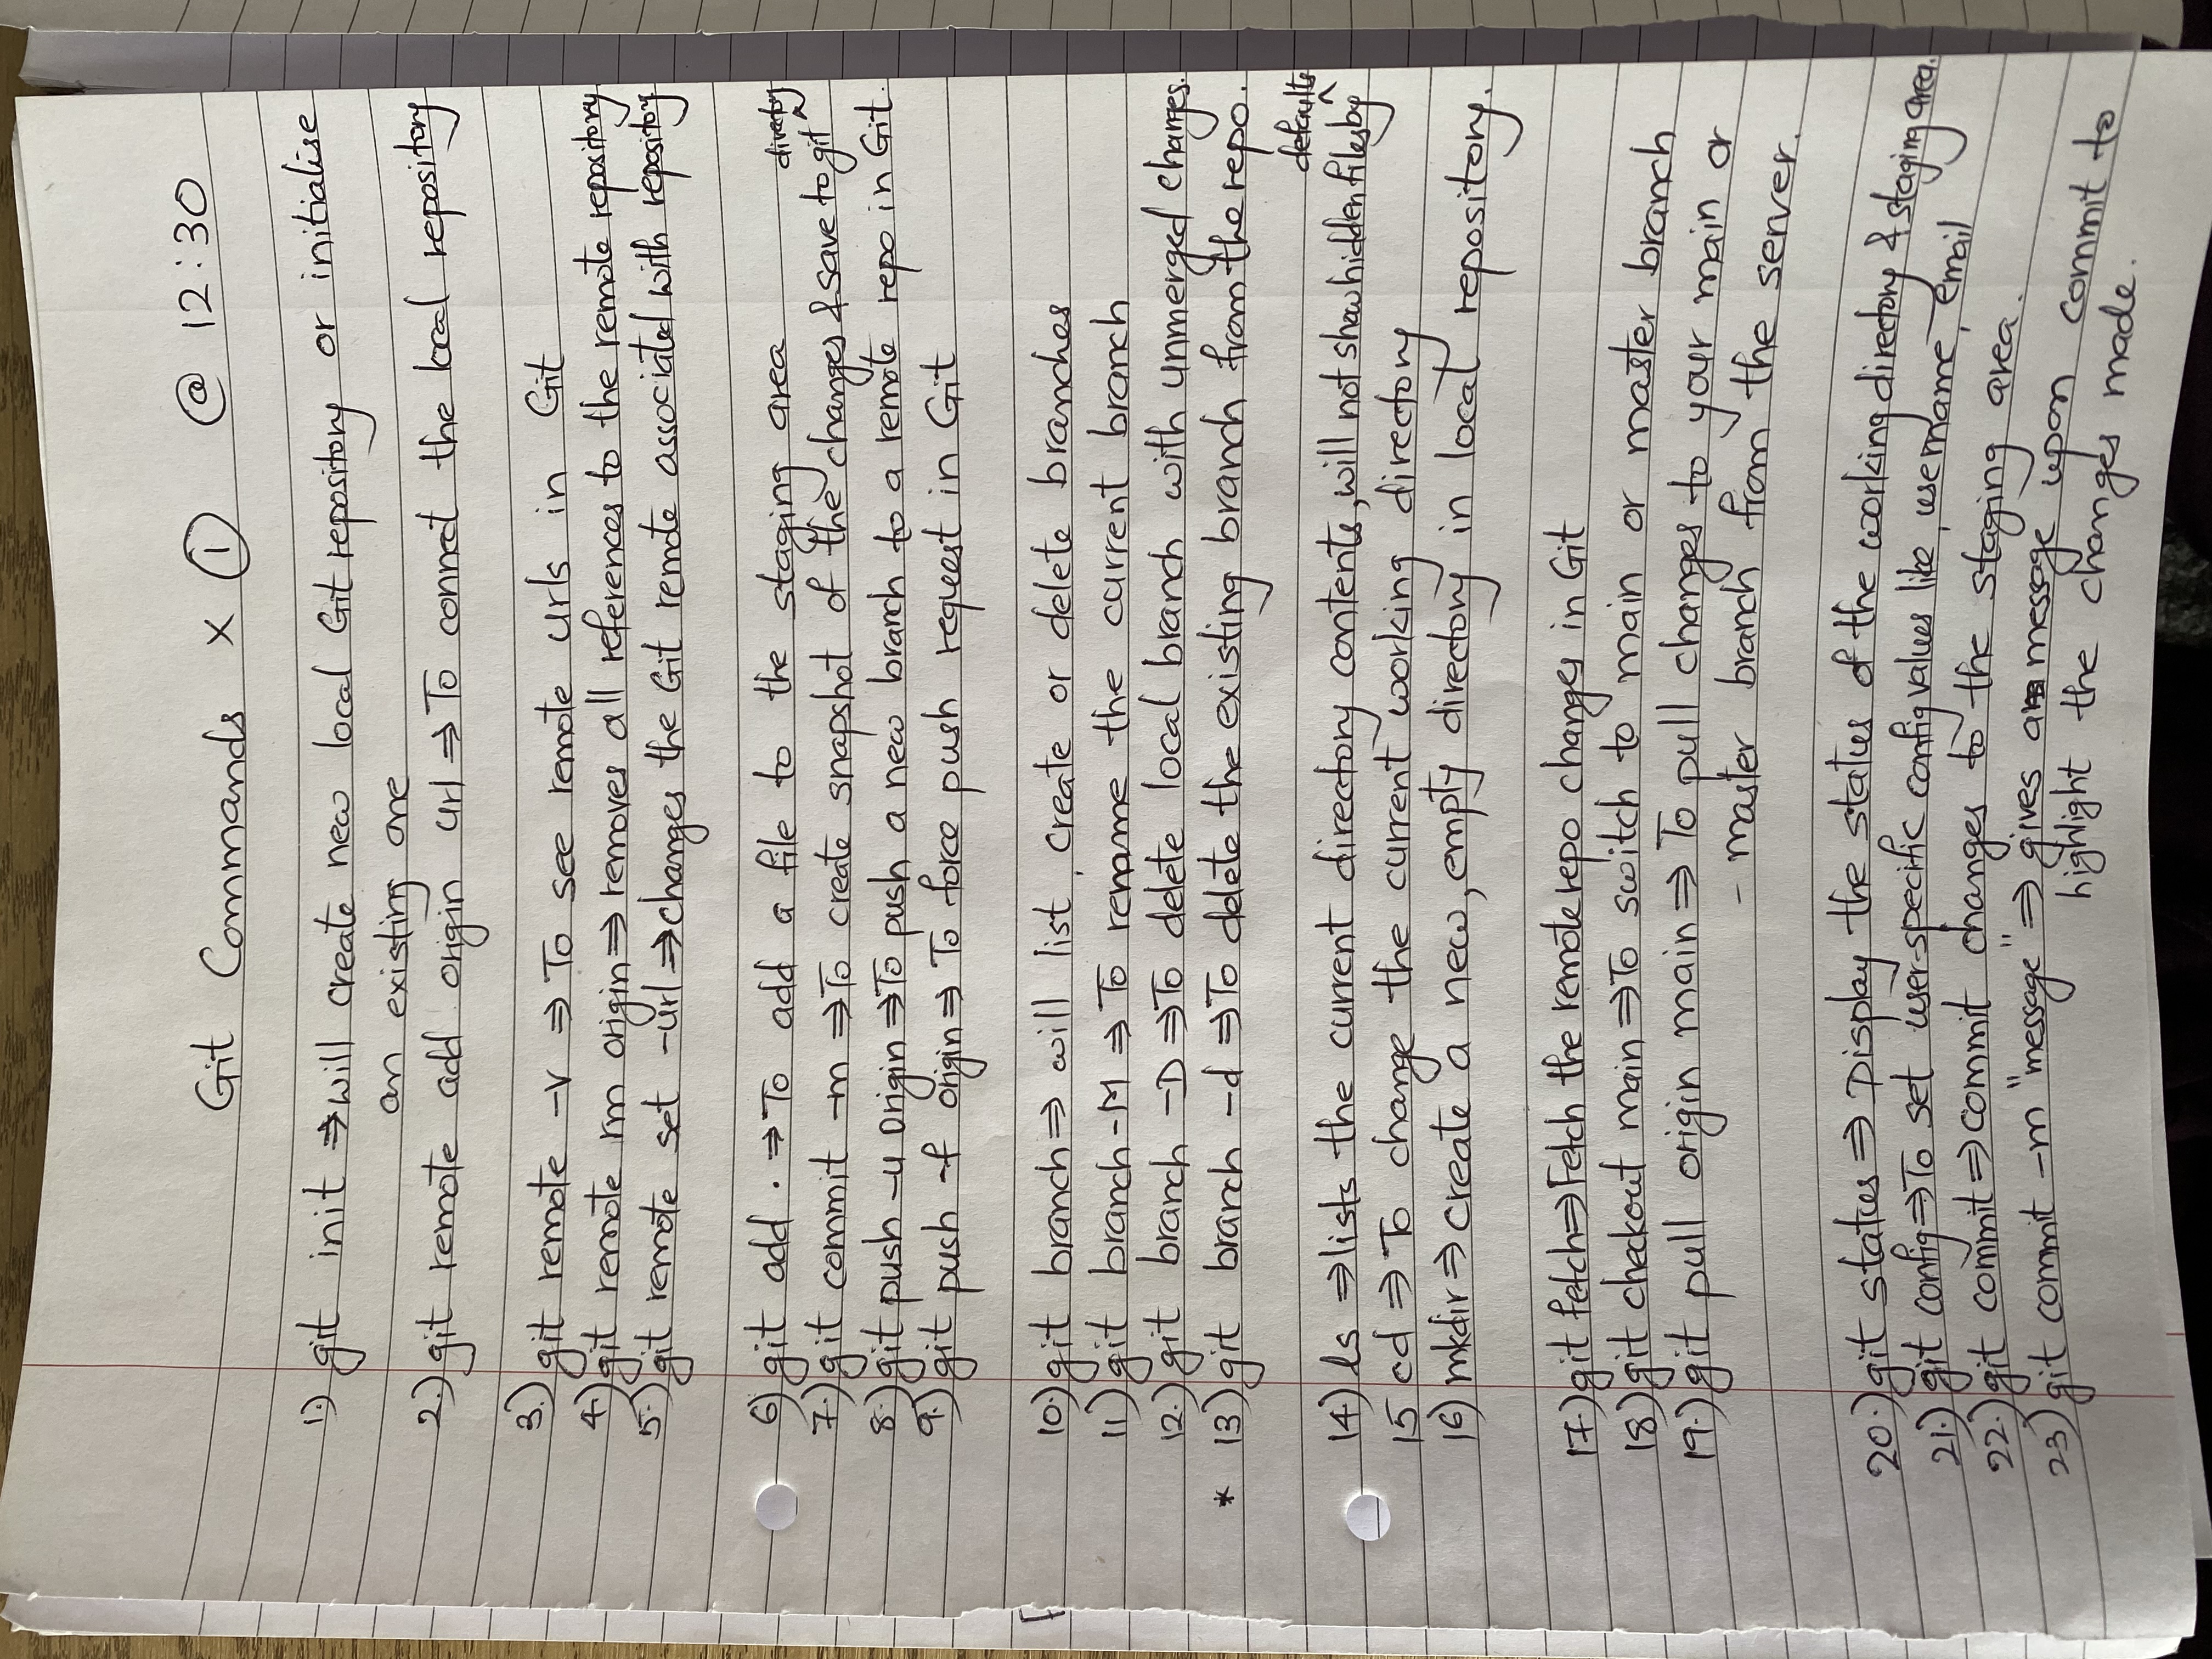 Git Commands x ① @ 12:30
1.) git init ⇒ will create new local Git repository or initialise
an existing one
2.) git remote add origin url ⇒ To connect the local repository
3.) git remote -v ⇒ To see remote urls in Git
4.) git remote rm origin ⇒ removes all references to the remote repository
5.) git remote set -url ⇒ changes the Git remote associated with repository
6) git add . ⇒ To add a file to the staging area
7.) git commit -m ⇒ To create snapshot of the changes & save to git ^ directory
8.) git push -u origin ⇒ To push a new branch to a remote repo in Git.
9.) git push -f origin ⇒ To force push request in Git
10.) git branch ⇒ will list, create or delete branches
11) git branch -M ⇒ To rename the current branch
12.) git branch -D ⇒ To delete local branch with unmerged changes.
* 13) git branch -d ⇒ To delete the existing branch from the repo.
14) ls ⇒ lists the current directory contents, will not show hidden files by ^ defaults
15 cd ⇒ To change the current working directory
16) mkdir ⇒ create a new, empty directory in local repository.
17.) git fetch ⇒ Fetch the remote repo changes in Git
18) git checkout main ⇒ To switch to main or master branch
19.) git pull origin main ⇒ To pull changes to your main or
- master branch from the server.
20.) git status ⇒ Display the status of the working directory & staging area.
21.) git config ⇒ To set user-specific config values like, username, email
22.) git commit ⇒ commit changes to the staging area.
23) git commit -m "message" ⇒ gives a message upon commit to
highlight the changes made.